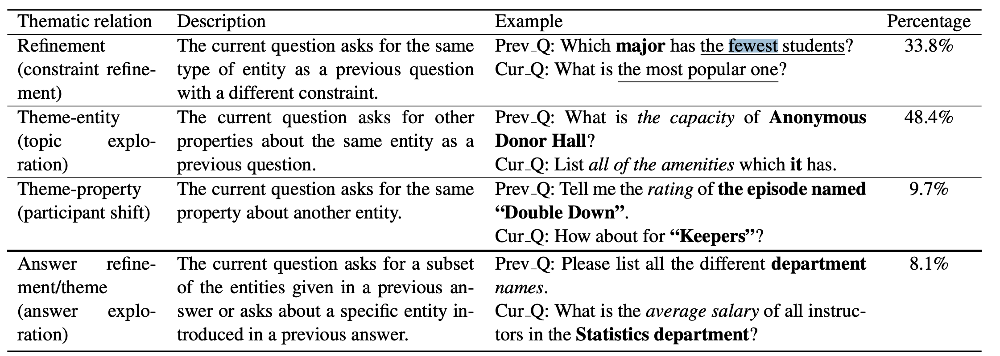 Thematic relation Description Example Percentage
Refinement The current question asks for the same Prev_Q: Which major has the fewest students? 33.8%
(constraint refine- type of entity as a previous question Cur_Q: What is the most popular one?
ment) with a different constraint.
Theme-entity The current question asks for other Prev_Q: What is the capacity of Anonymous 48.4%
(topic explo- properties about the same entity as a Donor Hall?
ration) previous question. Cur_Q: List all of the amenities which it has.
Theme-property The current question asks for the same Prev_Q: Tell me the rating of the episode named 9.7%
(participant shift) property about another entity. “Double Down”.
Cur_Q: How about for “Keepers”?
Answer refine- The current question asks for a subset Prev_Q: Please list all the different department 8.1%
ment/theme of the entities given in a previous an- names.
(answer explo- swer or asks about a specific entity in- Cur_Q: What is the average salary of all instruc-
ration) troduced in a previous answer. tors in the Statistics department?